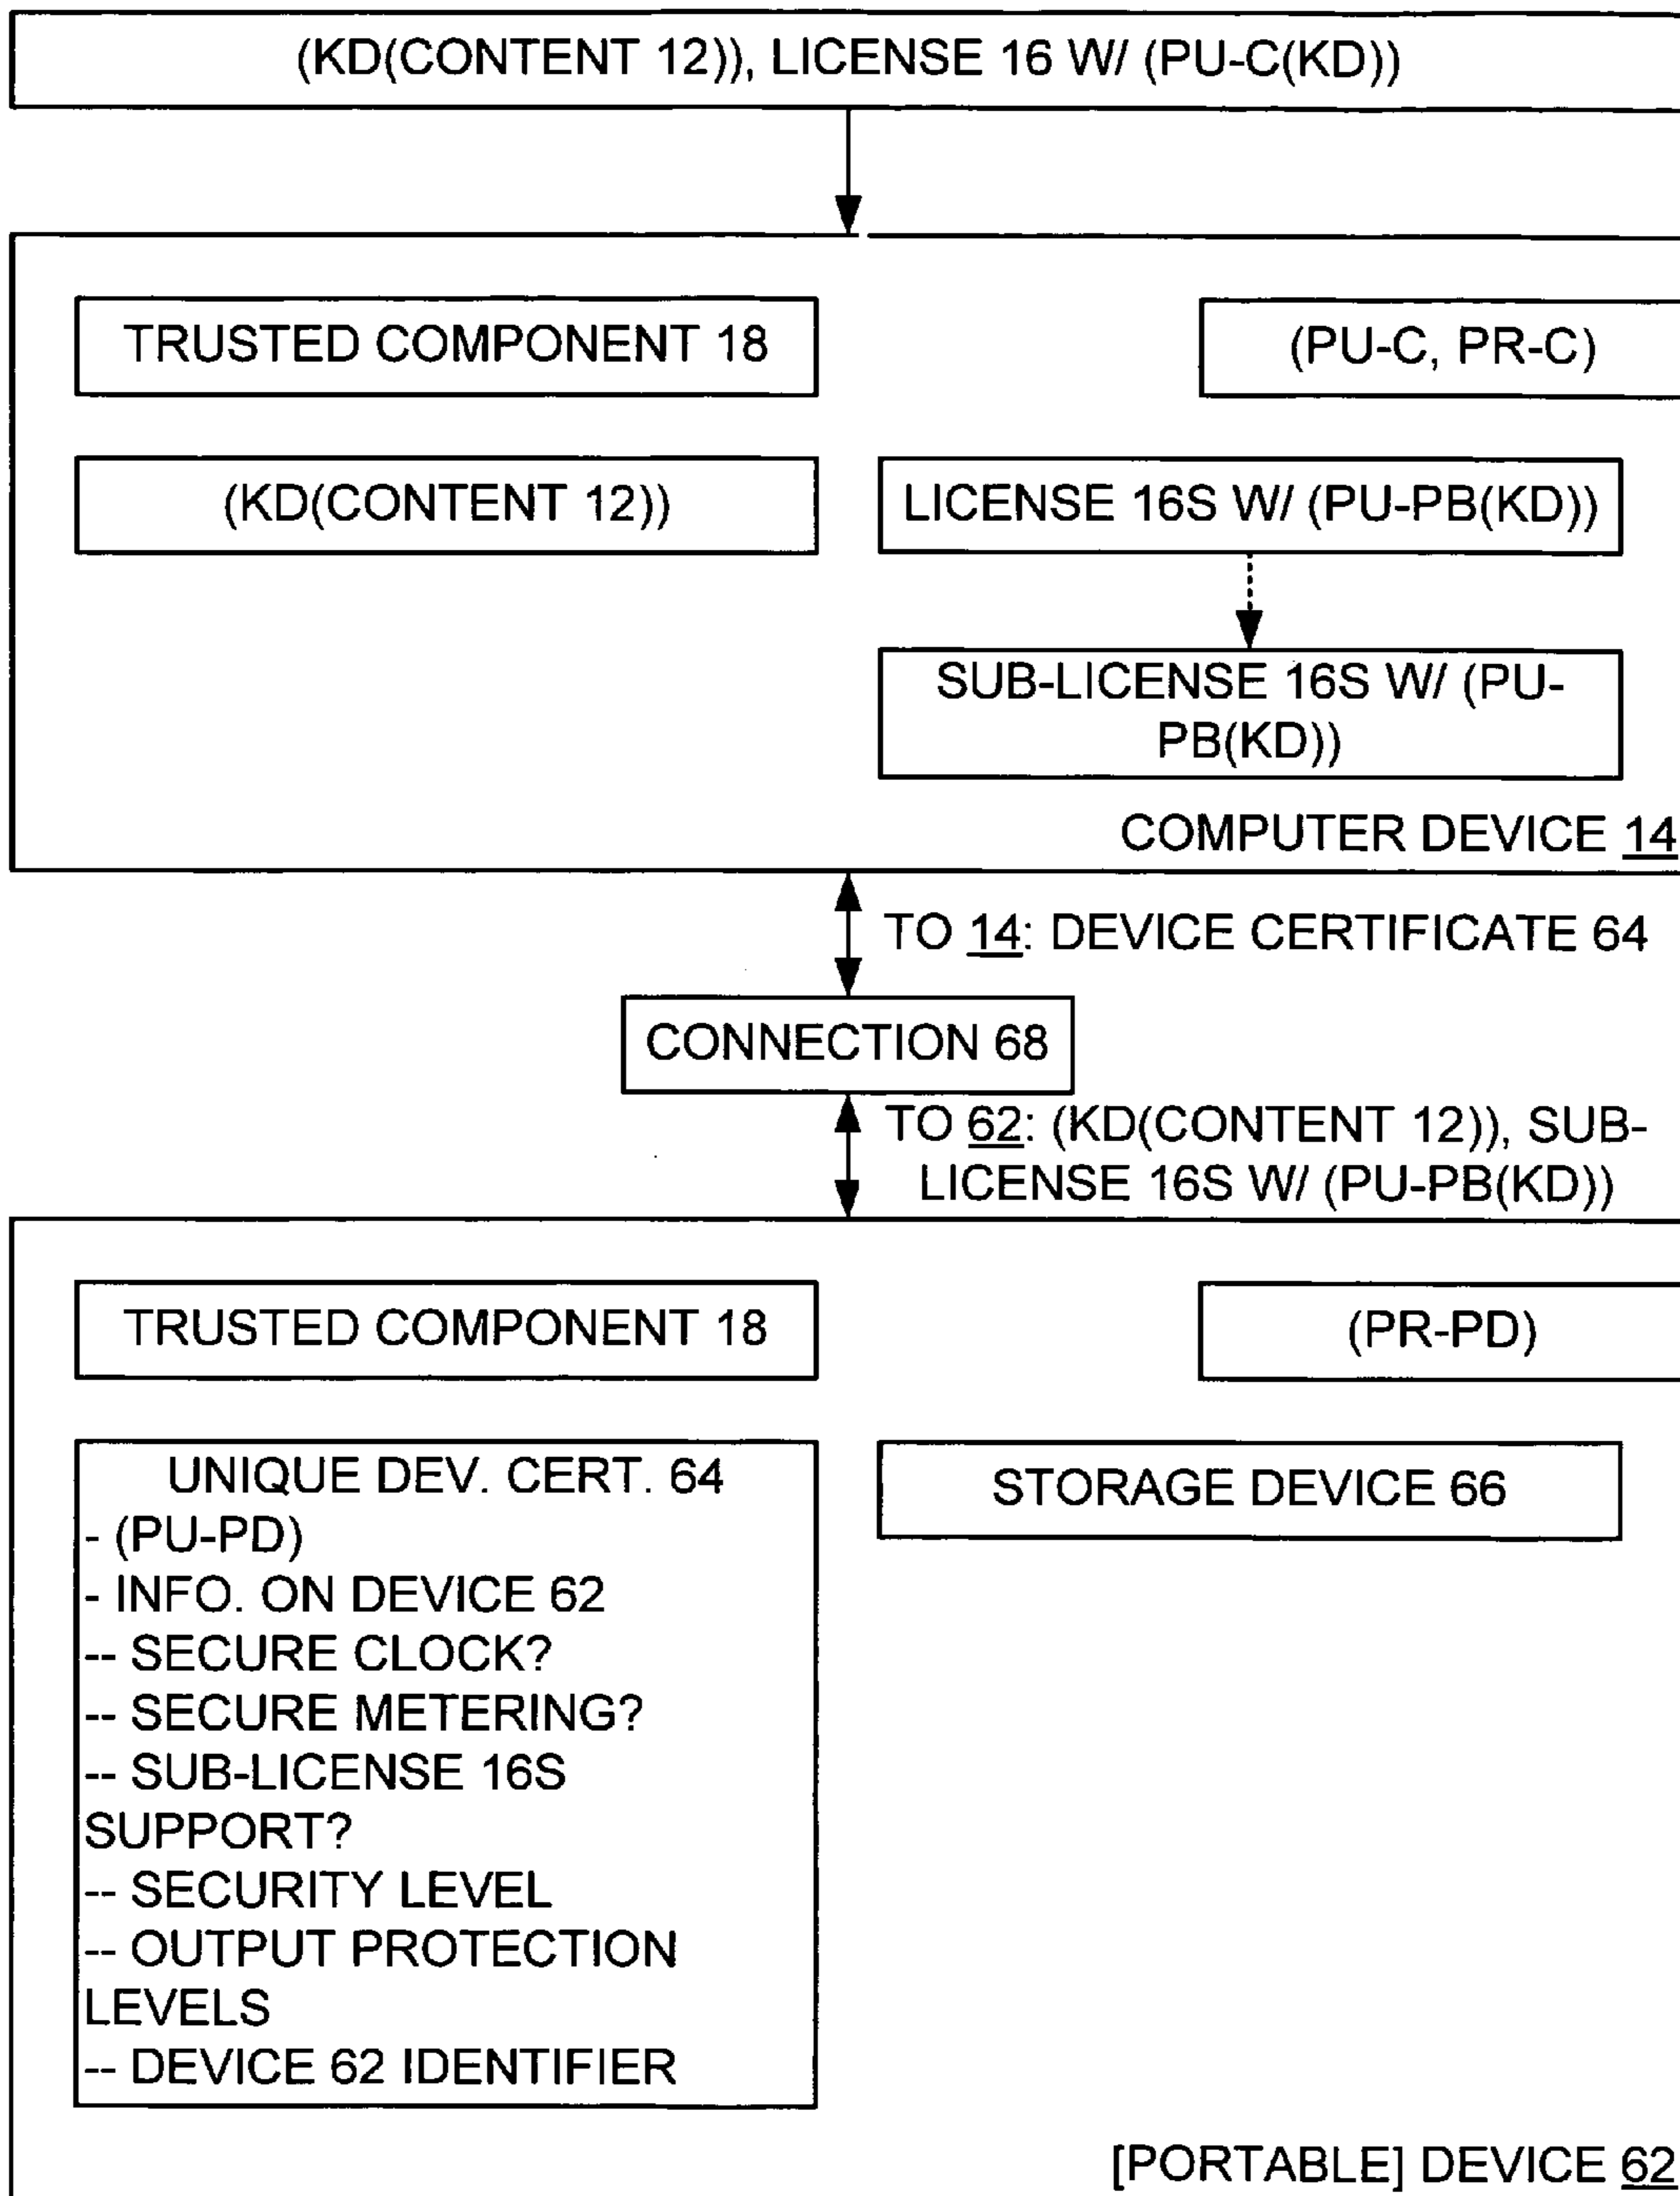 (KD(CONTENT 12)), LICENSE 16 W/ (PU-C(KD))
TRUSTED COMPONENT 18
(PU-C, PR-C)
(KD(CONTENT 12))
LICENSE 16S W/ (PU-PB(KD))
SUB-LICENSE 16S W/ (PU-
PB(KD))
COMPUTER DEVICE 14
TO 14: DEVICE CERTIFICATE 64
CONNECTION 68
TO 62: (KD(CONTENT 12)), SUB-
LICENSE 16S W/ (PU-PB(KD))
TRUSTED COMPONENT 18
(PR-PD)
UNIQUE DEV. CERT. 64
- (PU-PD)
- INFO. ON DEVICE 62
-- SECURE CLOCK?
-- SECURE METERING?
-- SUB-LICENSE 16S
SUPPORT?
-- SECURITY LEVEL
-- OUTPUT PROTECTION
LEVELS
-- DEVICE 62 IDENTIFIER
STORAGE DEVICE 66
[PORTABLE] DEVICE 62